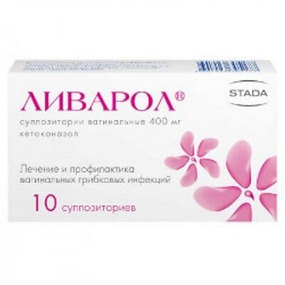 ЛИВАРОЛ®
STADA
суппозитории вагинальные 400 мг
кетоконазол
Лечение и профилактика
вагинальных грибковых инфекций
10 суппозиториев